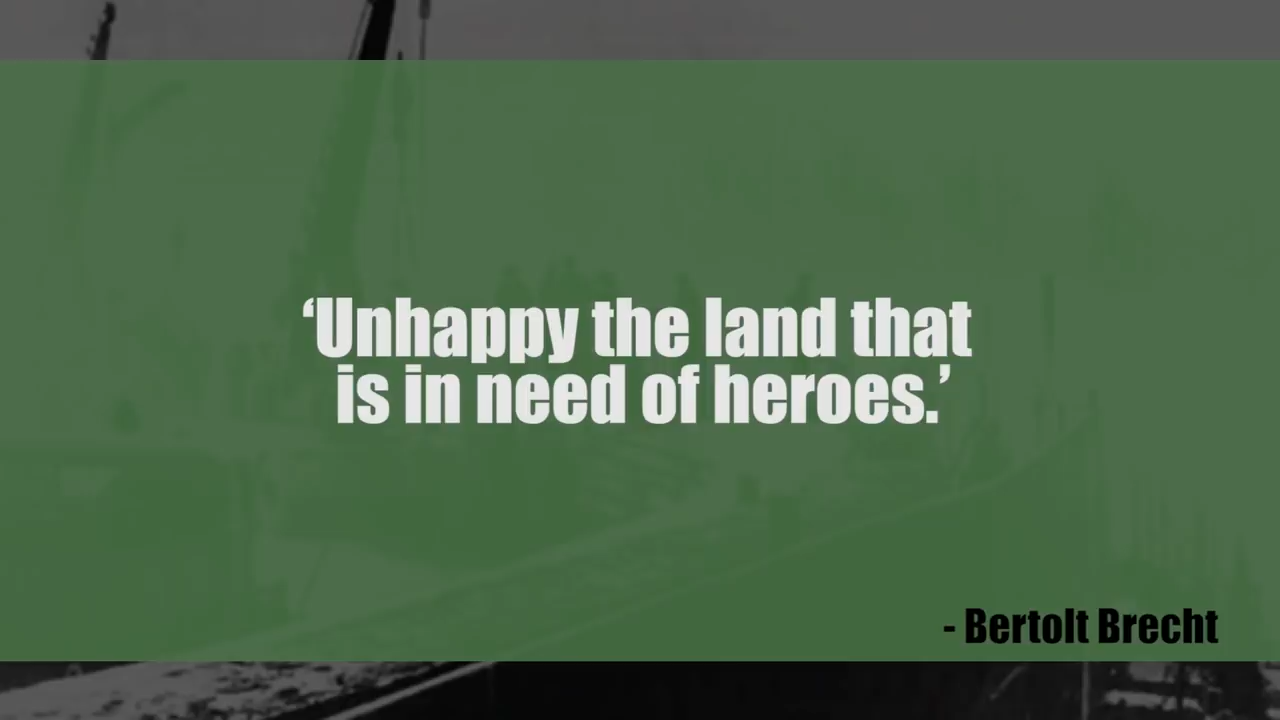 ‘Unhappy the land that
is in need of heroes.’
- Bertolt Brecht